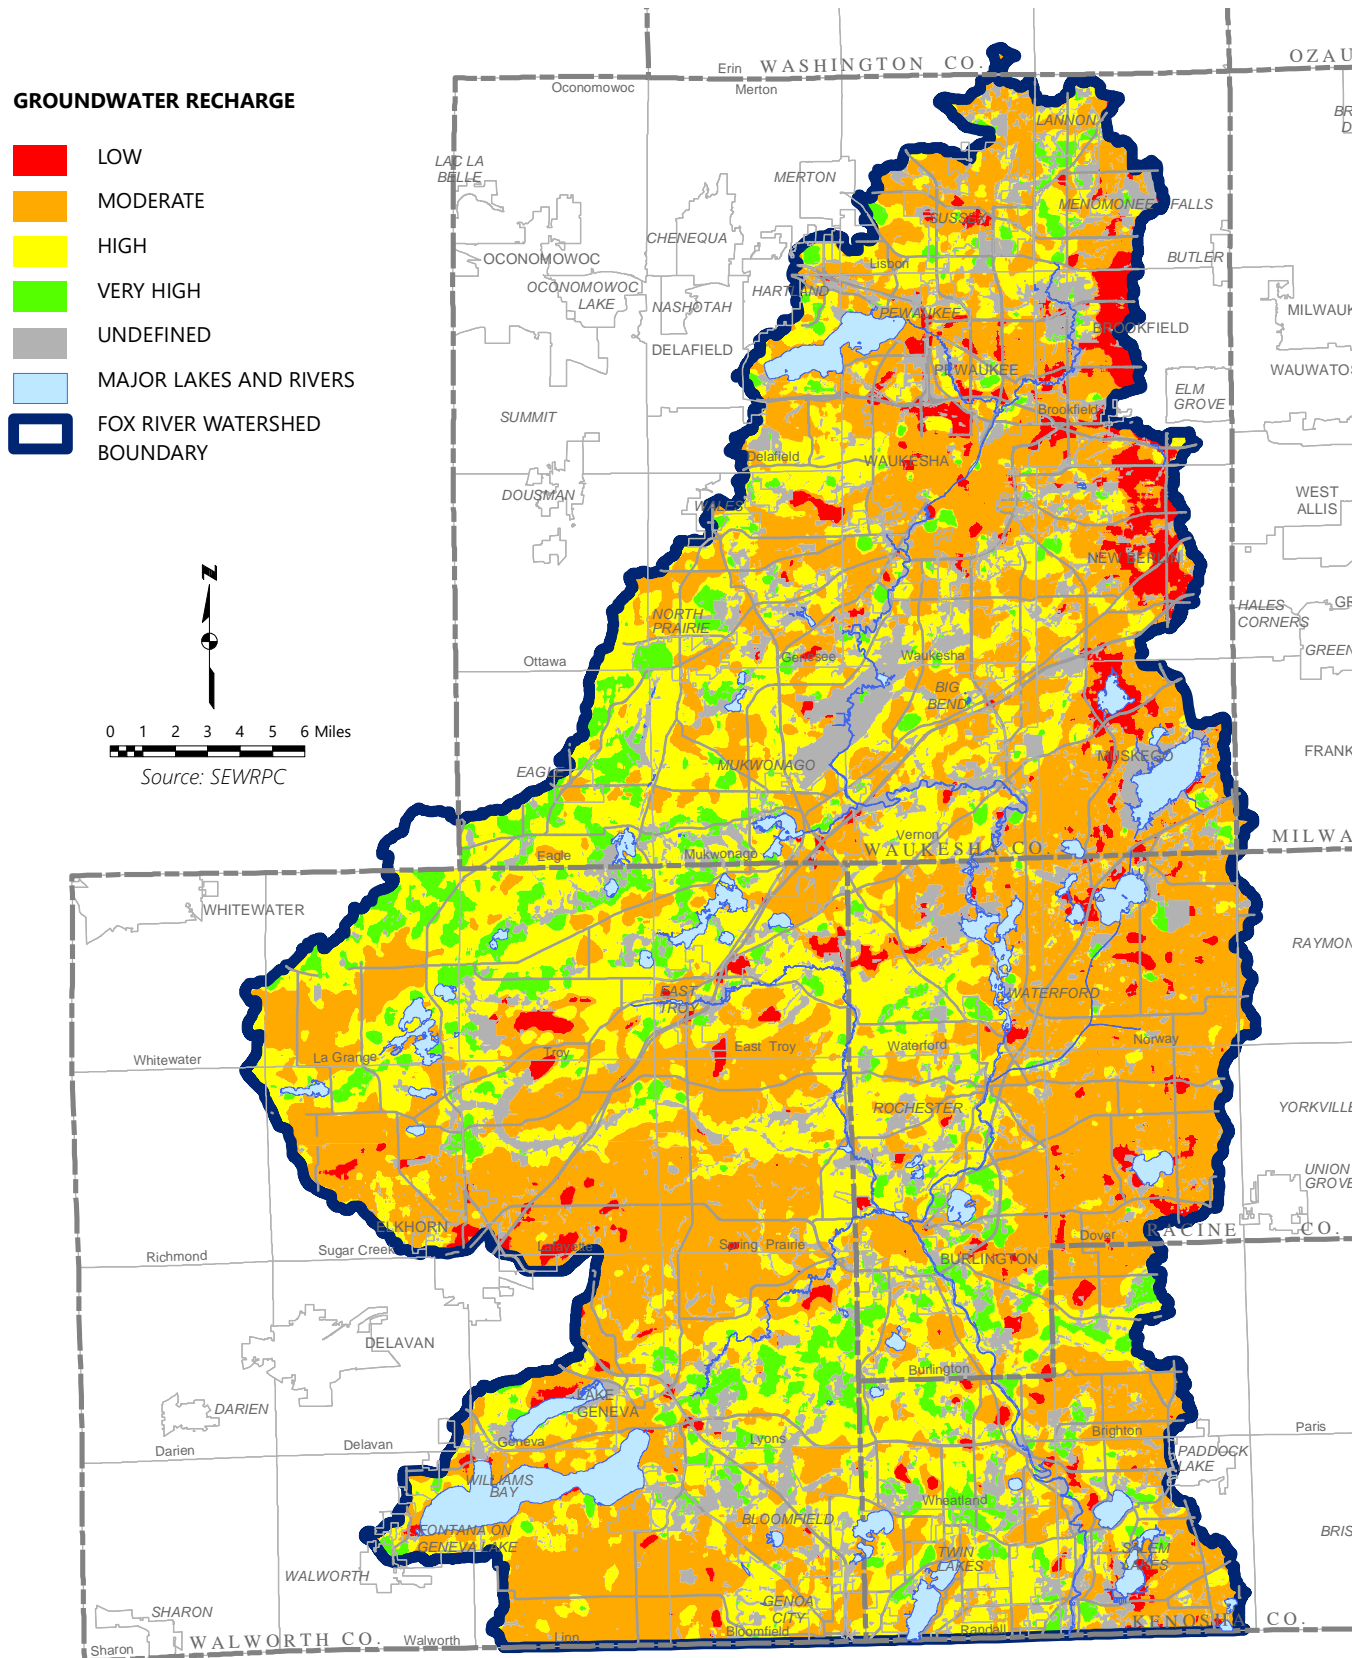 GROUNDWATER RECHARGE
LOW
MODERATE
HIGH
VERY HIGH
UNDEFINED
MAJOR LAKES AND RIVERS
FOX RIVER WATERSHED
BOUNDARY
N
0 1 2 3 4 5 6 Miles
Source: SEWRPC
Erin
WASHINGTON CO.
OZAU
Oconomowoc
Merton
BR
D
LANNON
LAC LA
BELLE
MERTON
MENOMONEE FALLS
SUSSEX
CHENEQUA
OCONOMOWOC
Lisbon
BUTLER
OCONOMOWOC
LAKE
HARTLAND
NASHOTAH
PEWAUKEE
MILWAUK
BROOKFIELD
DELAFIELD
PEWAUKEE
WAUWATOS
ELM
GROVE
SUMMIT
Brookfield
Delafield
WAUKESHA
DOUSMAN
WALES
WEST
ALLIS
NEW BERLIN
NORTH
PRAIRIE
HALES
CORNERS
GR
Ottawa
Genesee
Waukesha
GREEN
BIG
BEND
EAGLE
MUKWONAGO
MUSKEGO
FRANK
Vernon
Eagle
Mukwonago
WAUKESHA CO.
MILWA
WHITEWATER
RAYMON
EAST
TROY
WATERFORD
Whitewater
La Grange
Troy
East Troy
Waterford
Norway
ROCHESTER
YORKVILLE
UNION
GROVE
ELKHORN
RACINE CO.
Richmond
Sugar Creek
Lafayette
Spring Prairie
Dover
BURLINGTON
DELAVAN
Burlington
LAKE
GENEVA
DARIEN
Darien
Delavan
Geneva
Lyons
Brighton
Paris
PADDOCK
LAKE
WILLIAMS
BAY
Wheatland
BLOOMFIELD
FONTANA ON
GENEVA LAKE
BRIS
TWIN
LAKES
SALEM
LAKES
WALWORTH
SHARON
GENOA
CITY
KENOSHA CO.
Sharon
WALWORTH CO.
Walworth
Linn
Bloomfield
Randall